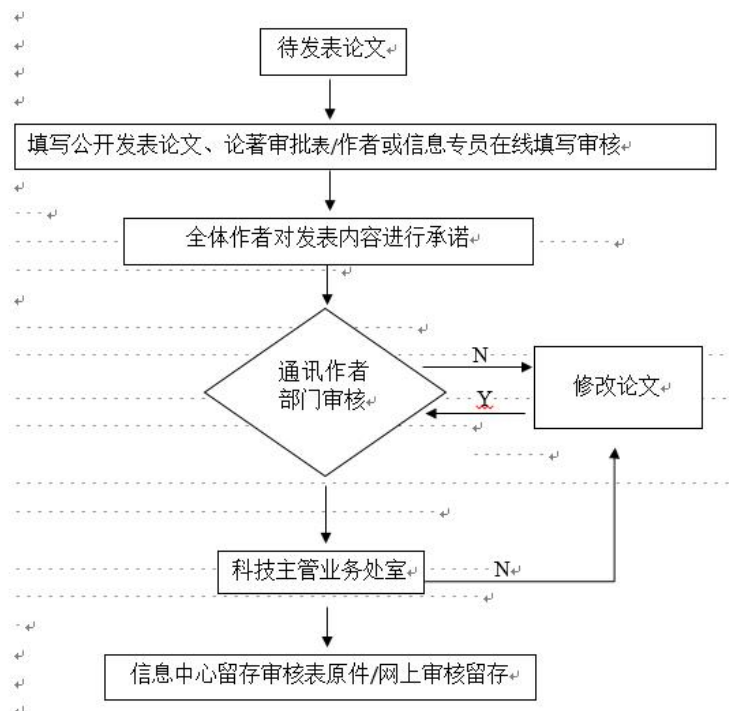 待发表论文
填写公开发表论文、论著审批表/作者或信息专员在线填写审核
全体作者对发表内容进行承诺
通讯作者
部门审核
N
修改论文
Y
科技主管业务处室
N
信息中心留存审核表原件/网上审核留存